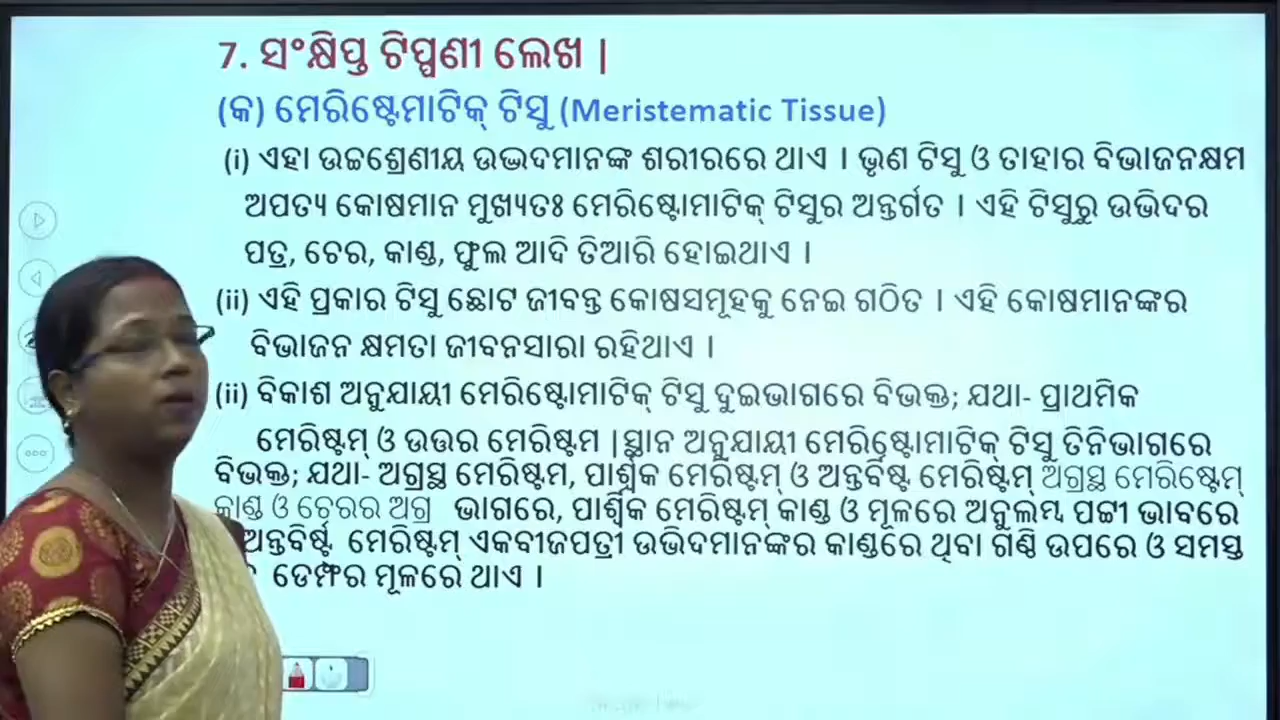 7. ସଂକ୍ଷିପ୍ତ ଟିପ୍ପଣୀ ଲେଖ |
(କ) ମେରିଷ୍ଟେମାଟିକ୍ ଟିସୁ (Meristematic Tissue)
(i) ଏହା ଉଚ୍ଚଶ୍ରେଣୀୟ ଉଦ୍ଭିଦମାନଙ୍କ ଶରୀରରେ ଥାଏ । ଭୃଣ ଟିସୁ ଓ ତାହାର ବିଭାଜନକ୍ଷମ
ଅପତ୍ୟ କୋଷମାନ ମୁଖ୍ୟତଃ ମେରିଷ୍ଟୋମାଟିକ୍ ଟିସୁର ଅନ୍ତର୍ଗତ । ଏହି ଟିସୁରୁ ଉଭିଦର
ପତ୍ର, ଚେର, କାଣ୍ଡ, ଫୁଲ ଆଦି ତିଆରି ହୋଇଥାଏ ।
(ii) ଏହି ପ୍ରକାର ଟିସୁ ଛୋଟ ଜୀବନ୍ତ କୋଷସମୂହକୁ ନେଇ ଗଠିତ । ଏହି କୋଷମାନଙ୍କର
ବିଭାଜନ କ୍ଷମତା ଜୀବନସାରା ରହିଥାଏ ।
(ii) ବିକାଶ ଅନୁଯାୟୀ ମେରିଷ୍ଟୋମାଟିକ୍ ଟିସୁ ଦୁଇଭାଗରେ ବିଭକ୍ତ; ଯଥା- ପ୍ରାଥମିକ
ମେରିଷ୍ଟମ୍ ଓ ଉତ୍ତର ମେରିଷ୍ଟମ |ସ୍ଥାନ ଅନୁଯାୟୀ ମେରିଷ୍ଟୋମାଟିକ୍ ଟିସୁ ତିନିଭାଗରେ
ବିଭକ୍ତ; ଯଥା- ଅଗ୍ରସ୍ଥ ମେରିଷ୍ଟମ, ପାର୍ଶ୍ଵିକ ମେରିଷ୍ଟମ୍ ଓ ଅନ୍ତବିଷ୍ଟ ମେରିଷ୍ଟମ୍ ଅଗ୍ରସ୍ଥ ମେରିଷ୍ଟେମ୍
କାଣ୍ଡ ଓ ଚେରର ଅଗ୍ର ଭାଗରେ, ପାର୍ଶ୍ଵିକ ମେରିଷ୍ଟମ୍ କାଣ୍ଡ ଓ ମୂଳରେ ଅନୁଲମ୍ବ ପଟ୍ଟୀ ଭାବରେ
ଅନ୍ତବିର୍ଷ୍ଟ ମେରିଷ୍ଟମ୍ ଏକବୀଜପତ୍ରୀ ଉଭିଦମାନଙ୍କର କାଣ୍ଡରେ ଥିବା ଗଣ୍ଠି ଉପରେ ଓ ସମସ୍ତ
ଡେମ୍ଫର ମୂଳରେ ଥାଏ ।